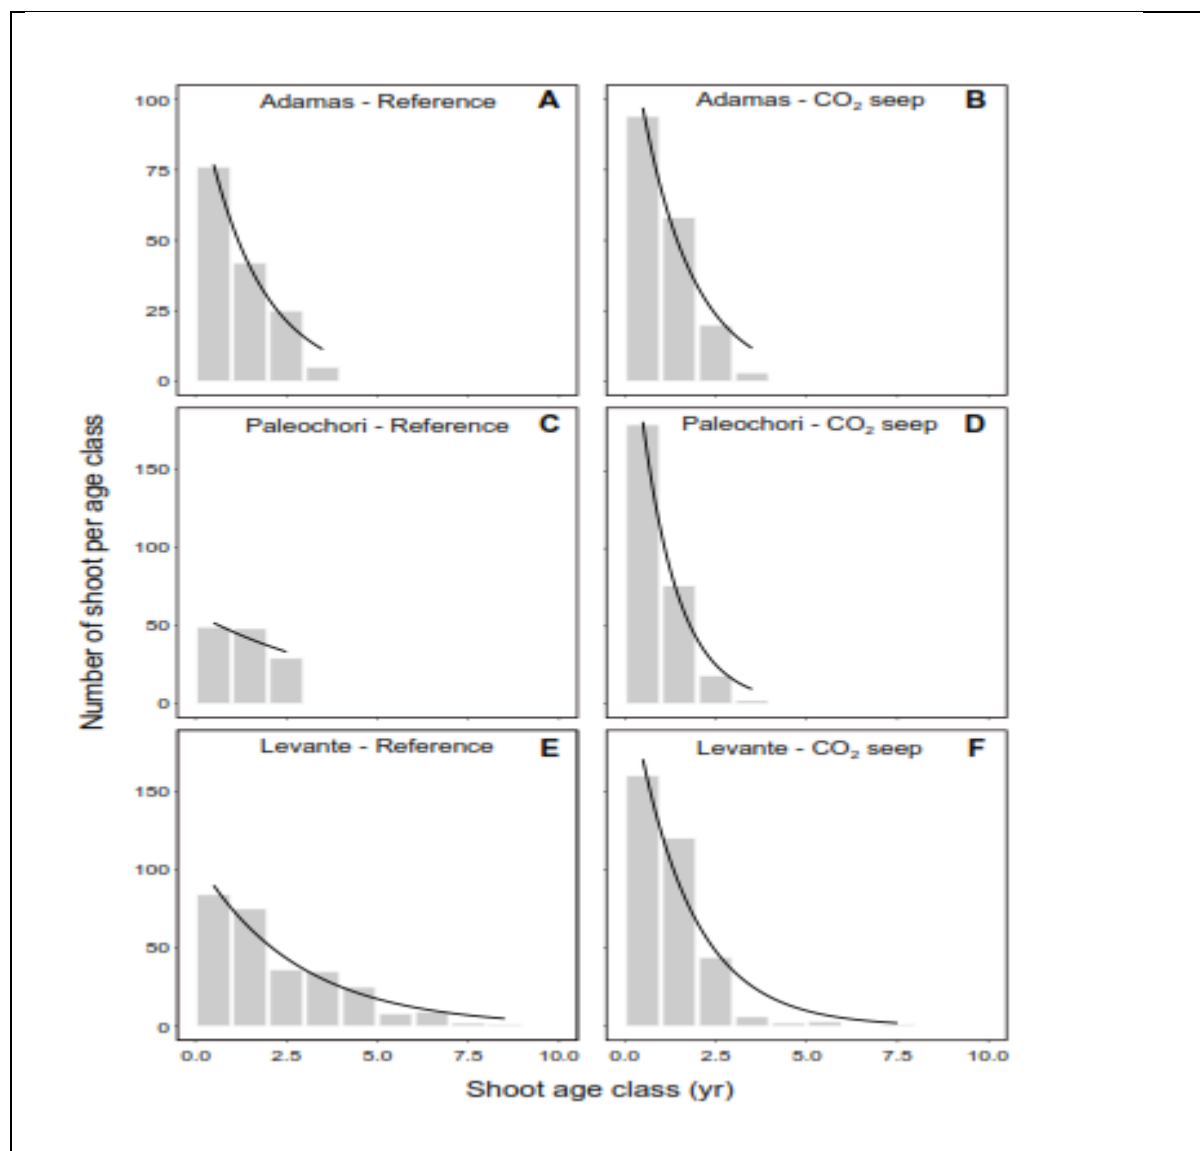 Adamas - Reference A
Adamas - CO₂ seep B
100
75
50
25
0
Paleochori - Reference C
Paleochori - CO₂ seep D
150
100
50
0
Number of shoot per age class
Levante - Reference E
Levante - CO₂ seep F
150
100
50
0
0.0 2.5 5.0 7.5 10.0
0.0 2.5 5.0 7.5 10.0
Shoot age class (yr)